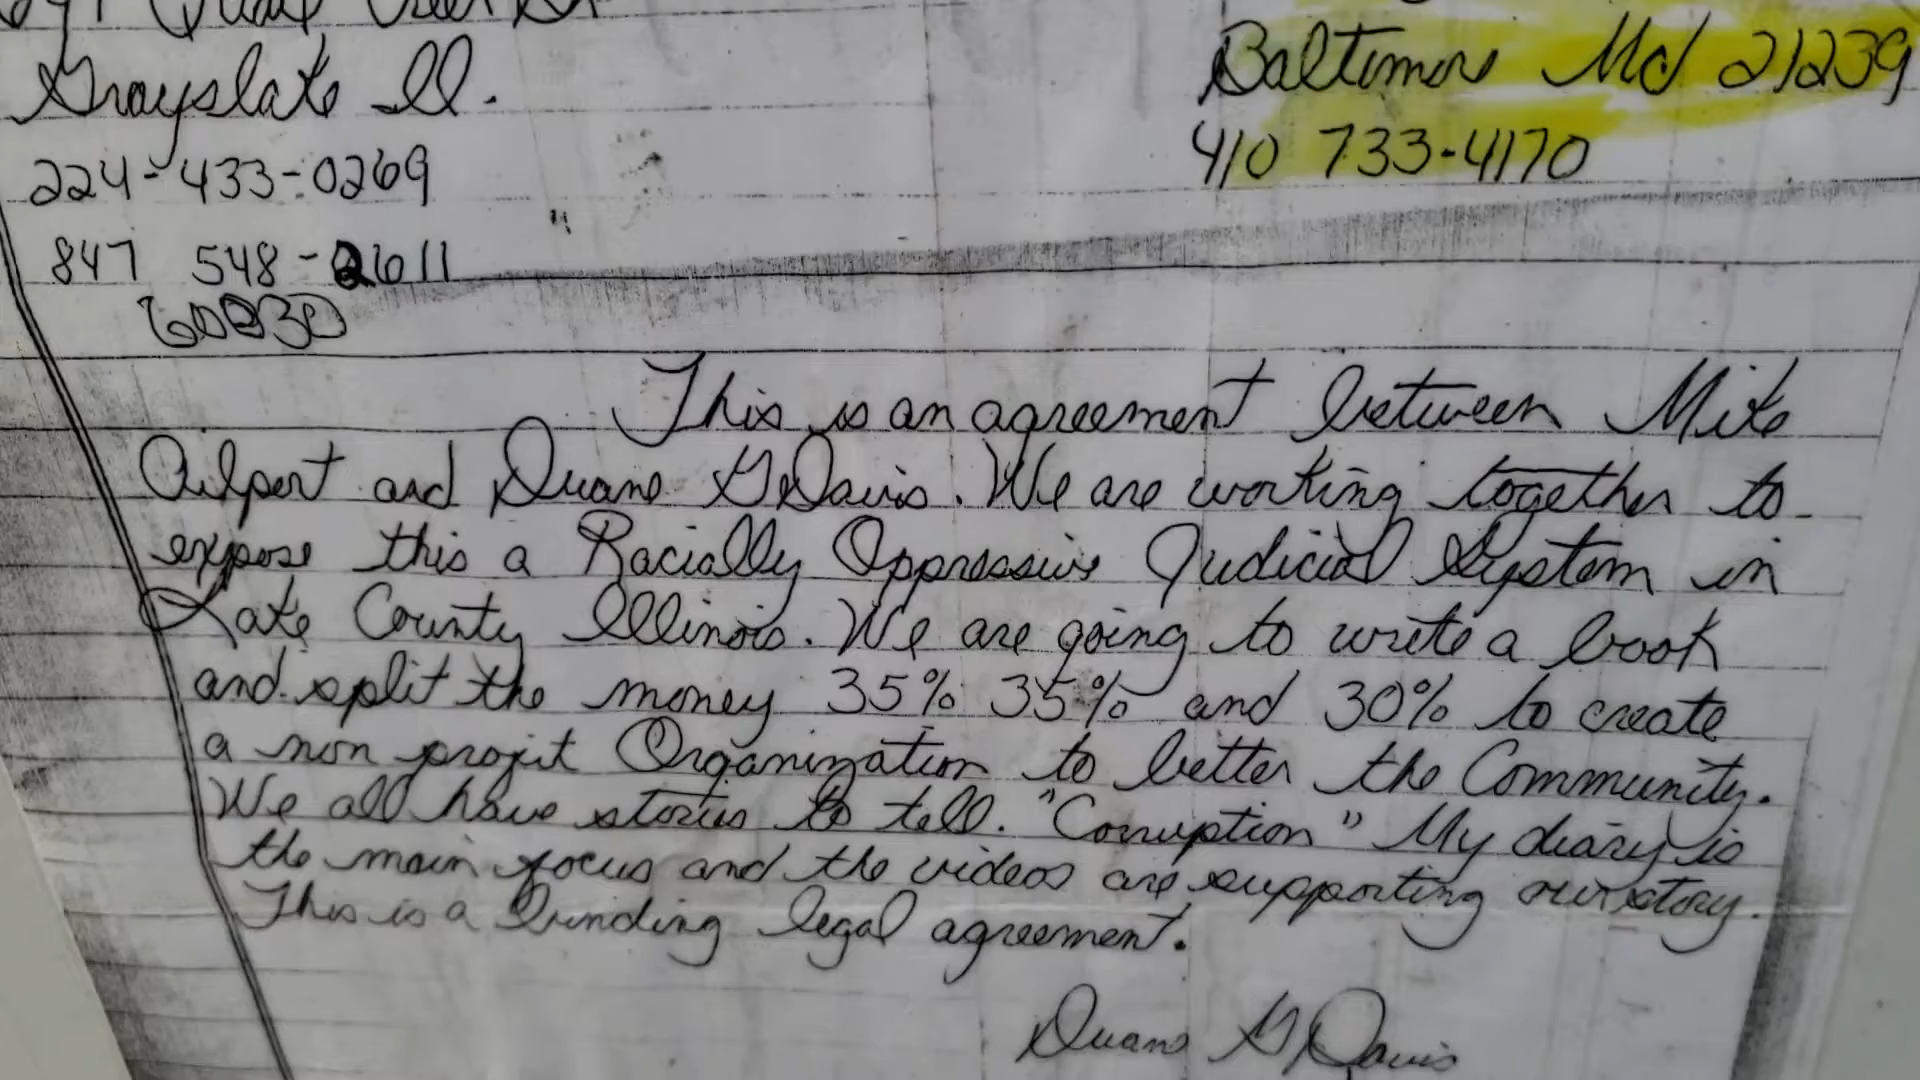 Grayslake Ill.
Baltimore Md 21239
224-433-0269
410 733-4170
847 548-2611
This is an agreement between Mike
Ailpert and Duane G Davis. We are working together to
expose this a Racially Oppressive Judicial System in
Lake County Illinois. We are going to write a book
and split the money 35% 35% and 30% to create
a non profit Organization to better the Community.
We all have stories to tell. "Corruption" My diary is
the main focus and the videos are supporting our story.
This is a binding legal agreement.
Duane G Davis